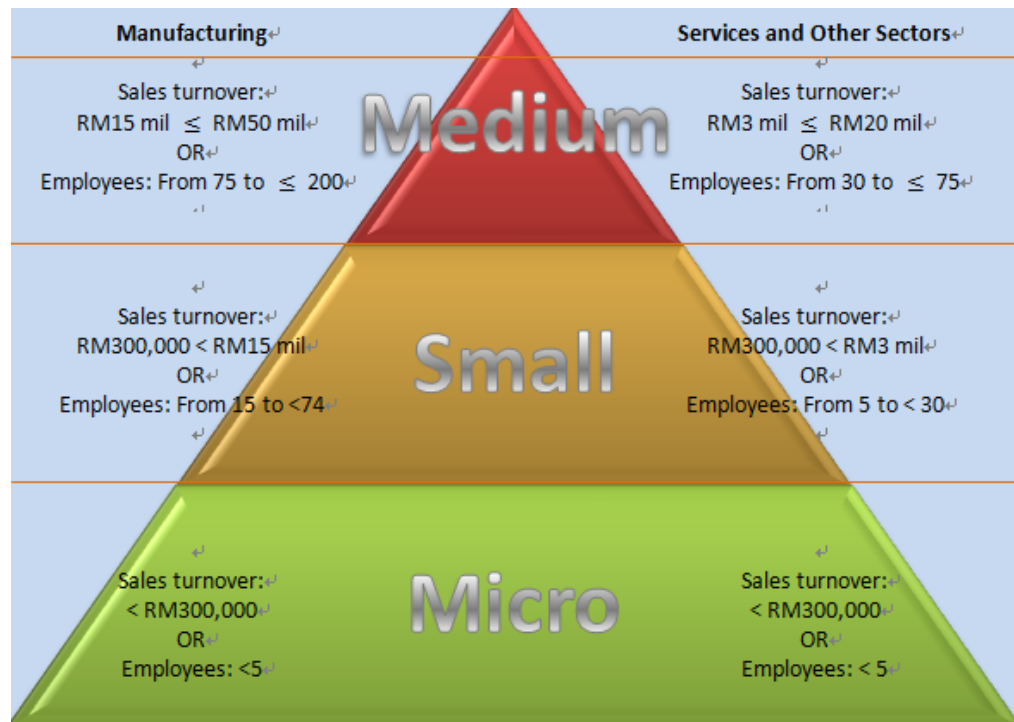 Manufacturing
Services and Other Sectors
Sales turnover:
RM15 mil ≤ RM50 mil
OR
Employees: From 75 to ≤ 200
Medium
Sales turnover:
RM3 mil ≤ RM20 mil
OR
Employees: From 30 to ≤ 75
Sales turnover:
RM300,000 < RM15 mil
OR
Employees: From 15 to <74
Small
Sales turnover:
RM300,000 < RM3 mil
OR
Employees: From 5 to < 30
Sales turnover:
< RM300,000
OR
Employees: <5
Micro
Sales turnover:
< RM300,000
OR
Employees: < 5